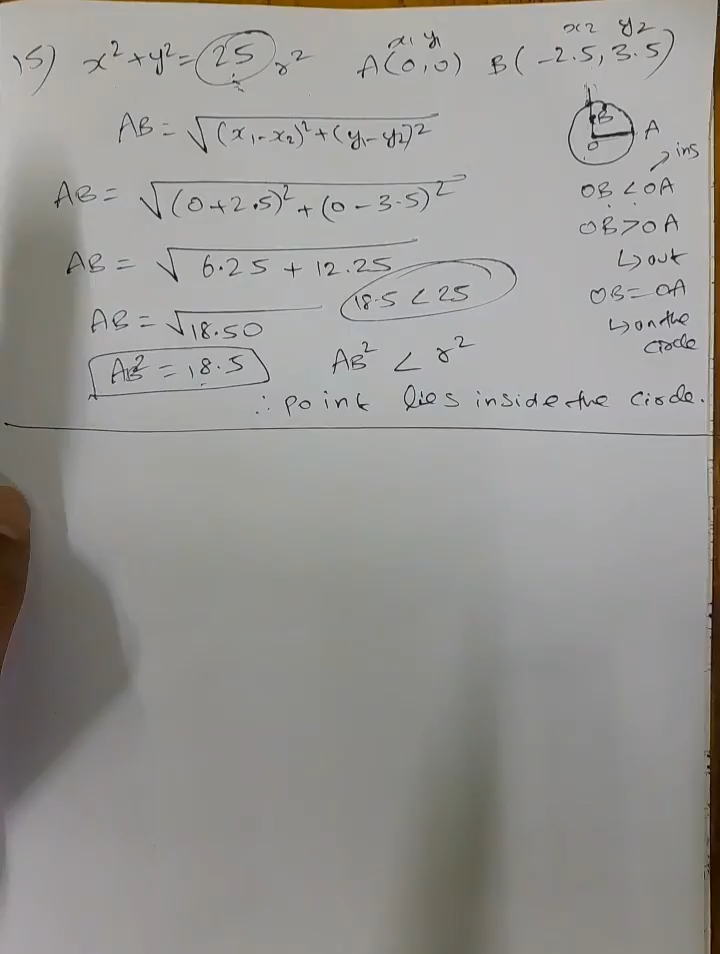 15) x² + y² = 25 r² A(0,0) B(-2.5, 3.5)
x₁ y₁ x2 y2
AB = √(x₁-x₂)² + (y₁-y₂)²
AB = √(0+2.5)² + (0-3.5)²
AB = √6.25 + 12.25
18.5 < 25
AB = √18.50
AB² = 18.5
AB² < r²
∴ point lies inside the circle.
B
O A
ins
OB < OA
OB > OA
↳ out
OB = OA
↳ on the
circle